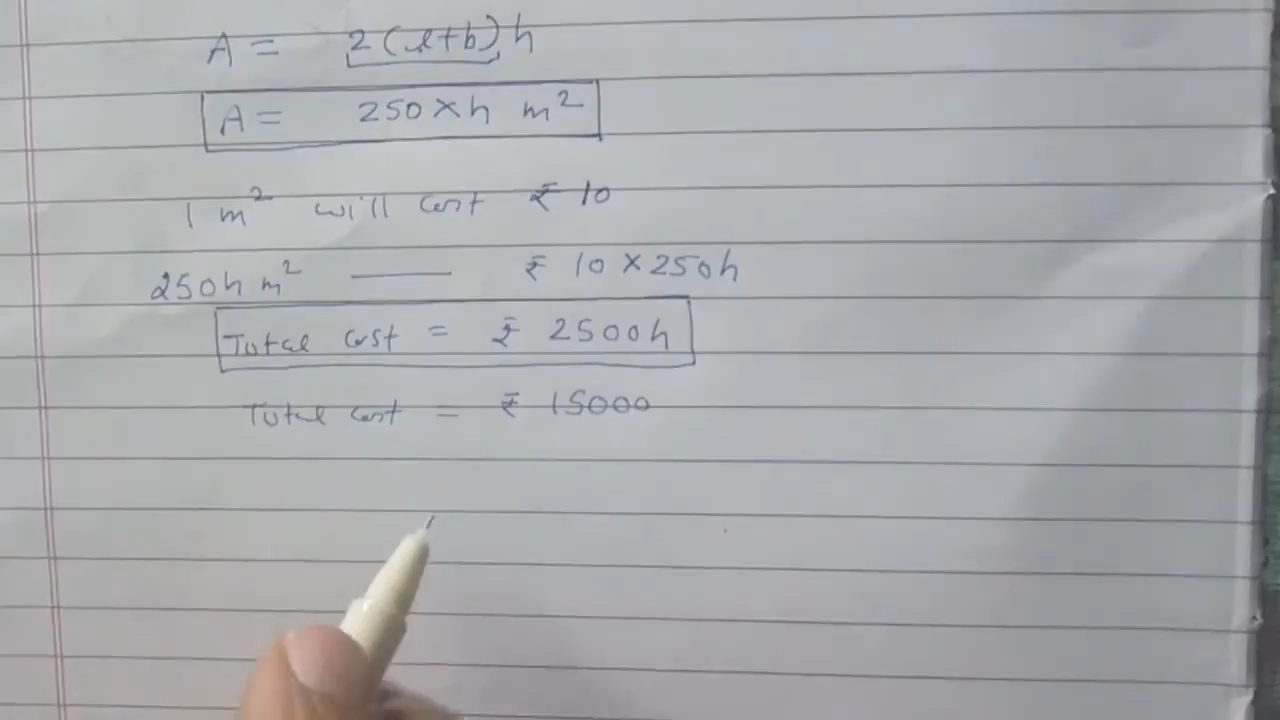 A = 2(l+b)h
A = 250×h m²
1 m² will cost ₹ 10
250h m² —— ₹ 10×250h
Total cost = ₹ 2500h
Total cost = ₹ 15000